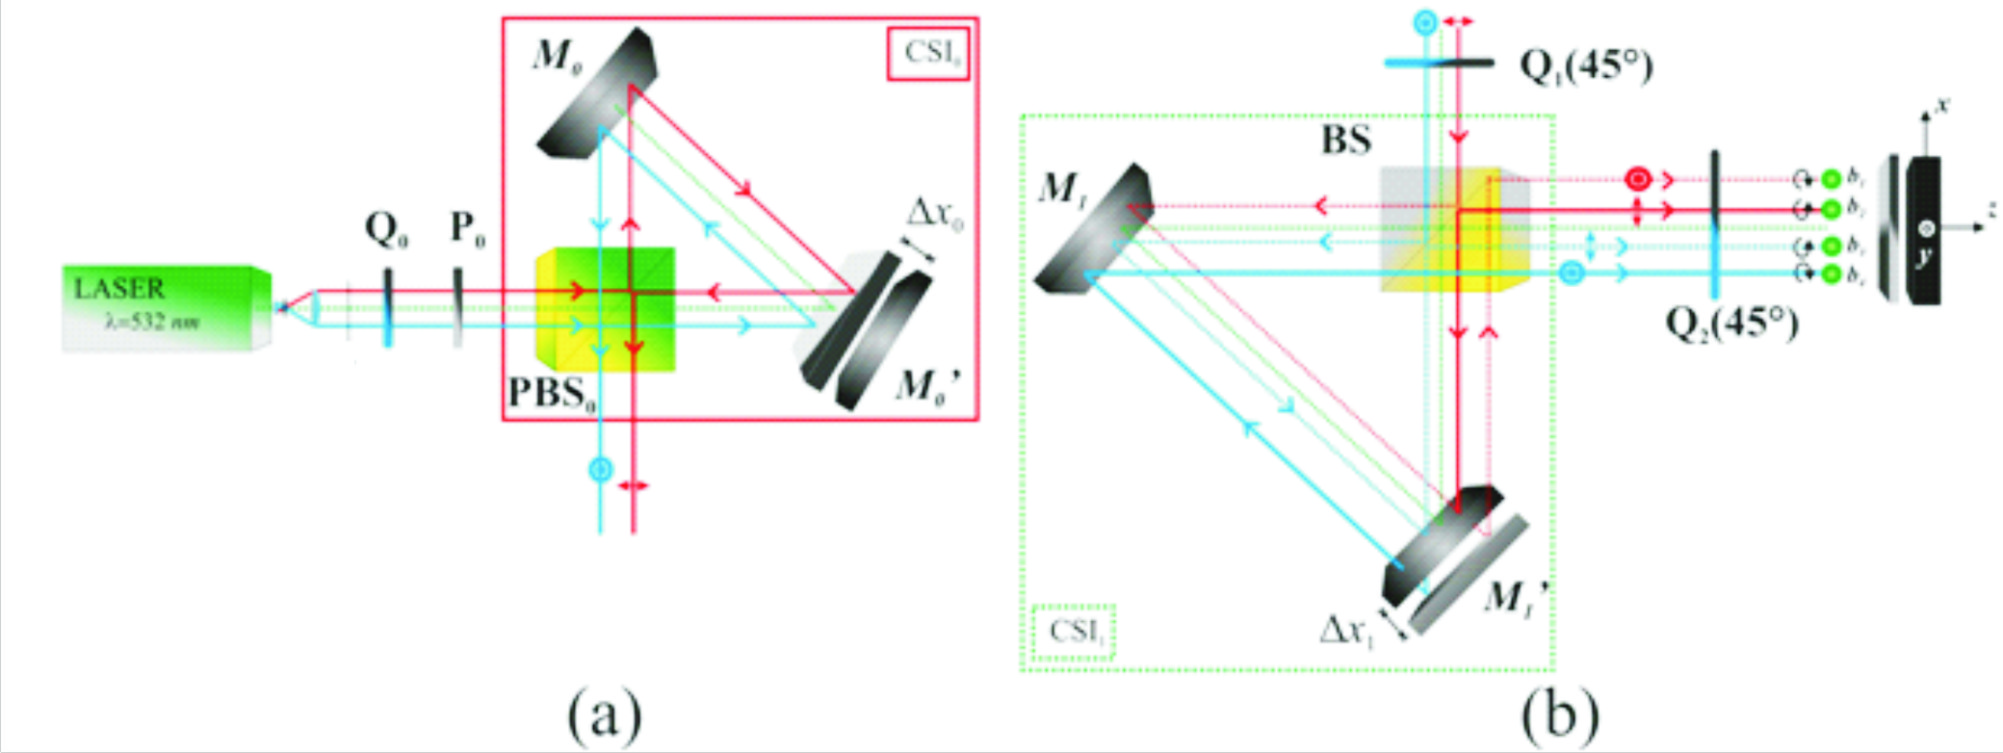 M₀
CSI₀
Δx₀
Q₀
P₀
LASER
λ=532 nm
PBS₀
M₀’
(a)
Q₁(45°)
BS
x
M₁
z
y
Q₂(45°)
M₁’
Δx₁
CSI₁
(b)